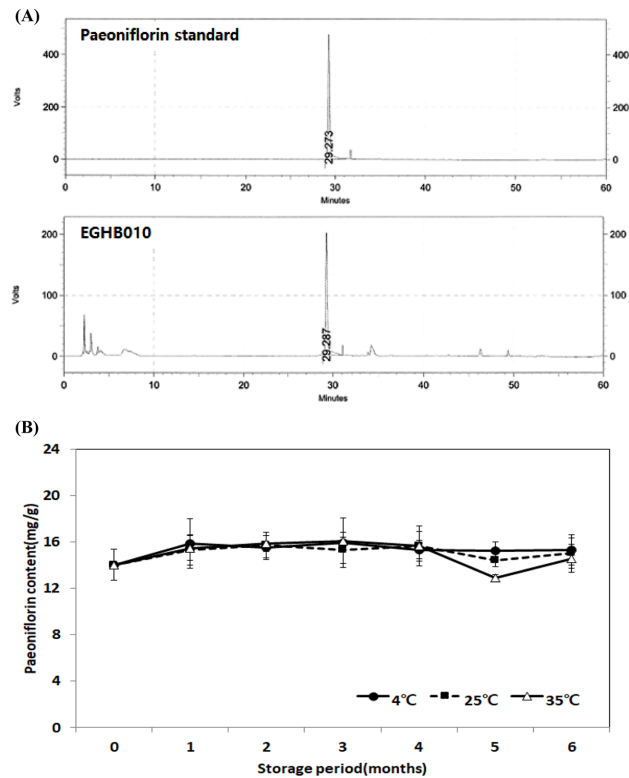 (A)
Paeoniflorin standard
400
200
0
Volts
29.273
400
200
0
0 10 20 30 40 50 60
Minutes
EGHB010
200
100
0
Volts
29.287
200
100
0
0 10 20 30 40 50 60
Minutes
(B)
Paeoniflorin content(mg/g)
24
20
16
12
8
4
0
4℃ 25℃ 35℃
0 1 2 3 4 5 6
Storage period(months)